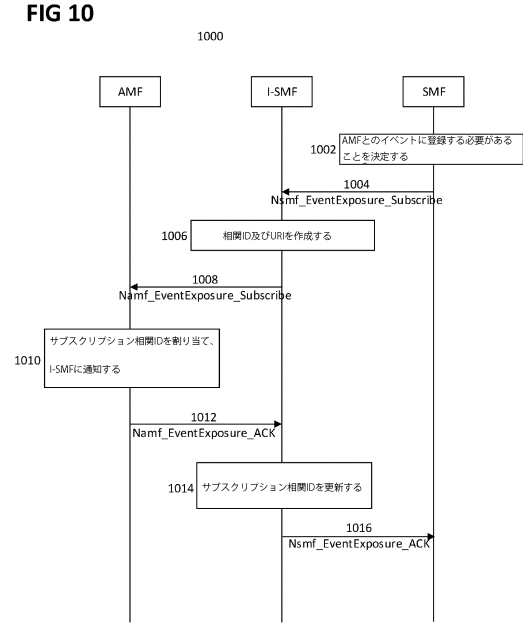 FIG 10
1000
AMF
I-SMF
SMF
1002
AMFとのイベントに登録する必要がある
ことを決定する
1004
Nsmf_EventExposure_Subscribe
1006
相関ID及びURIを作成する
1008
Namf_EventExposure_Subscribe
1010
サブスクリプション相関IDを割り当て、
I-SMFに通知する
1012
Namf_EventExposure_ACK
1014
サブスクリプション相関IDを更新する
1016
Nsmf_EventExposure_ACK